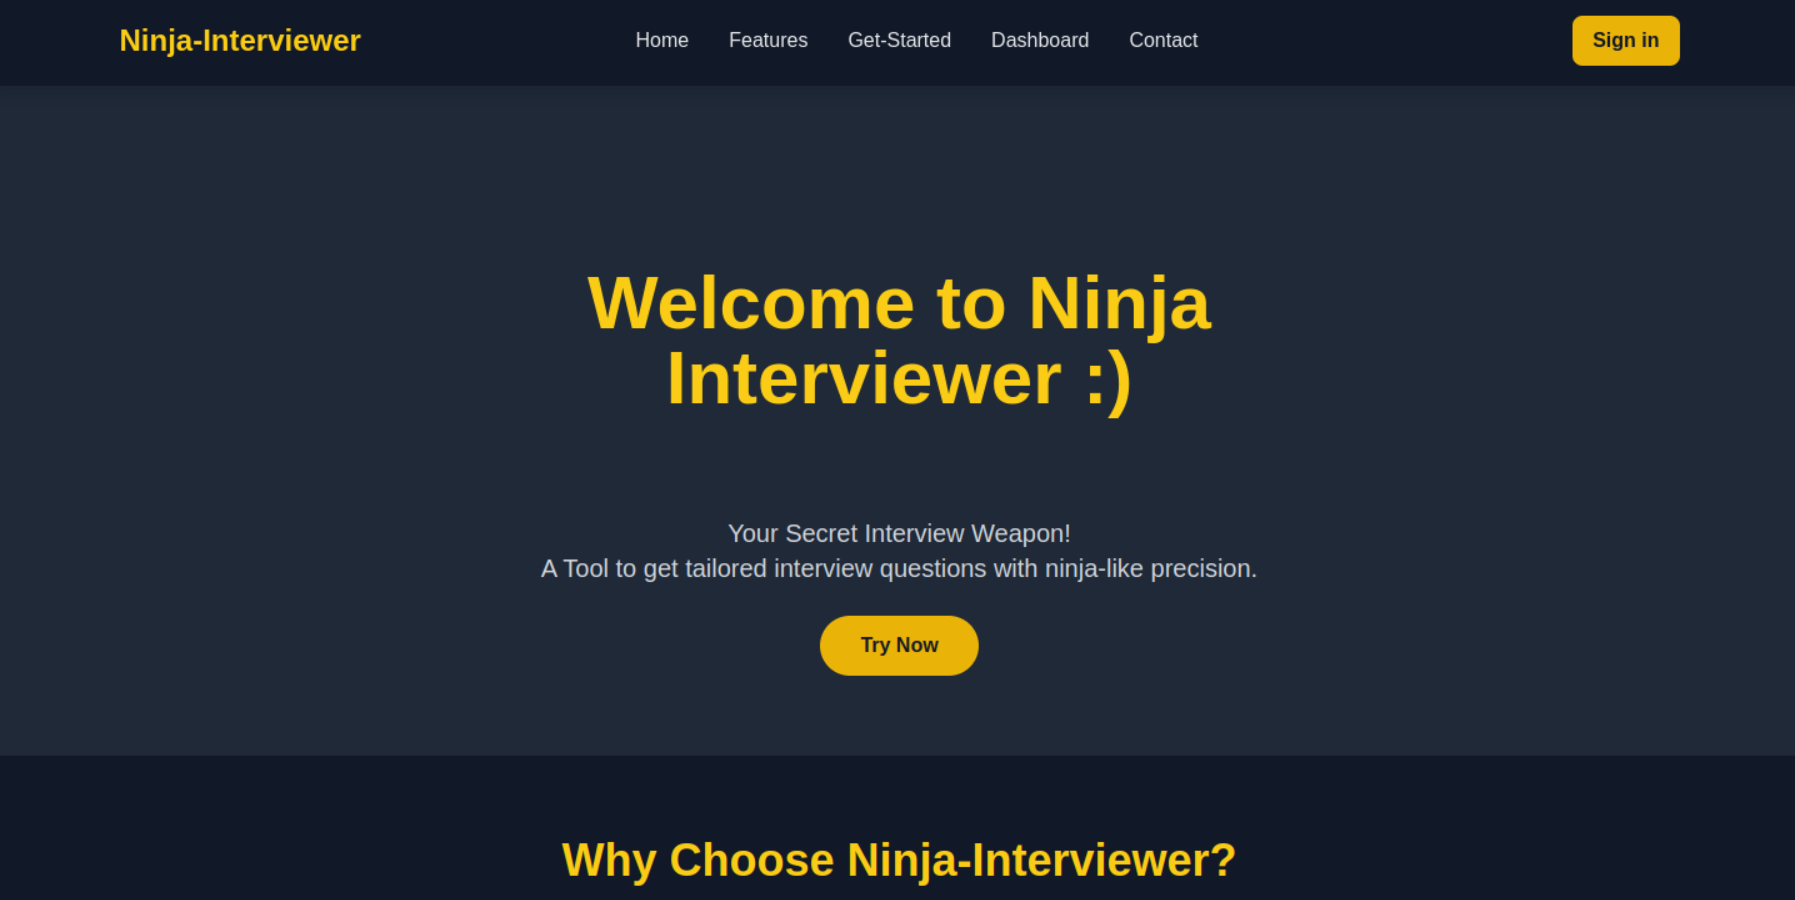 Ninja-Interviewer
Home
Features
Get-Started
Dashboard
Contact
Sign in
Welcome to Ninja
Interviewer :)
Your Secret Interview Weapon!
A Tool to get tailored interview questions with ninja-like precision.
Try Now
Why Choose Ninja-Interviewer?